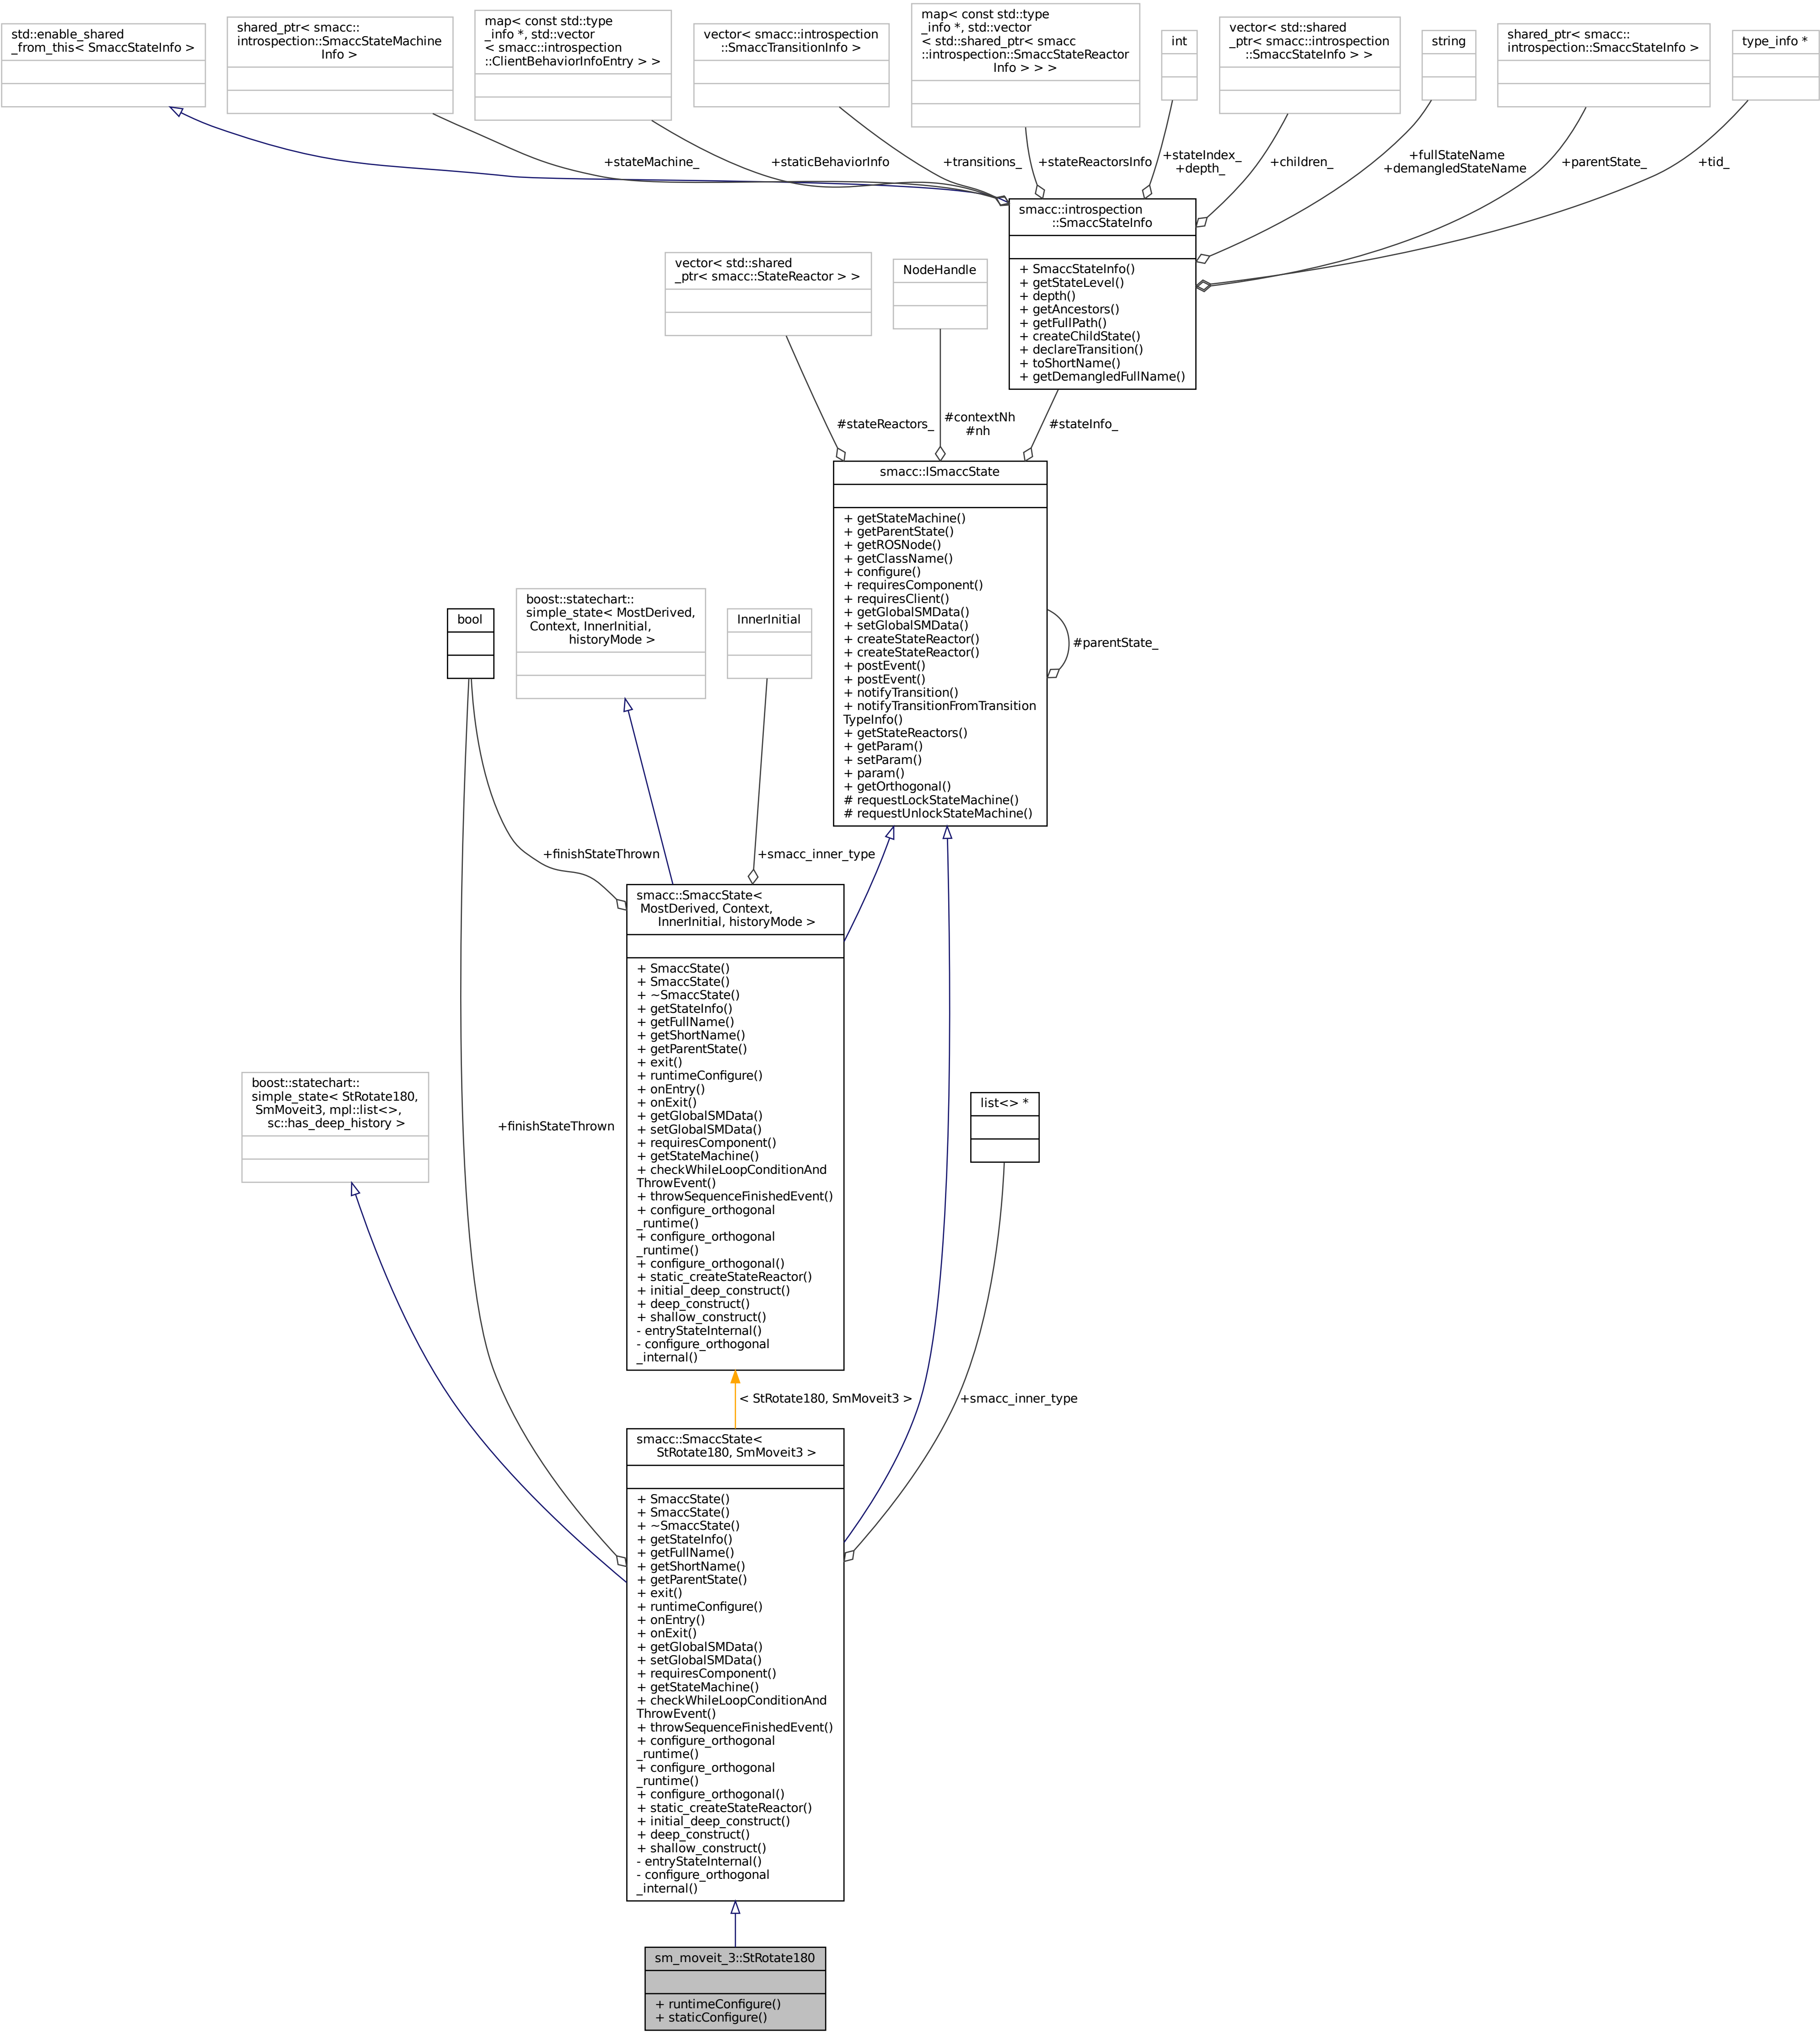 std::enable_shared
_from_this< SmaccStateInfo >
shared_ptr< smacc::
introspection::SmaccStateMachine
Info >
map< const std::type
_info *, std::vector
< smacc::introspection
::ClientBehaviorInfoEntry > >
vector< smacc::introspection
::SmaccTransitionInfo >
map< const std::type
_info *, std::vector
< std::shared_ptr< smacc
::introspection::SmaccStateReactor
Info > > >
int
vector< std::shared
_ptr< smacc::introspection
::SmaccStateInfo > >
string
shared_ptr< smacc::
introspection::SmaccStateInfo >
type_info *
+stateMachine_
+staticBehaviorInfo
+transitions_
+stateReactorsInfo
+stateIndex_
+depth_
+children_
+fullStateName
+demangledStateName
+parentState_
+tid_
smacc::introspection
::SmaccStateInfo
+ SmaccStateInfo()
+ getStateLevel()
+ depth()
+ getAncestors()
+ getFullPath()
+ createChildState()
+ declareTransition()
+ toShortName()
+ getDemangledFullName()
vector< std::shared
_ptr< smacc::StateReactor > >
NodeHandle
#stateReactors_
#contextNh
#nh
#stateInfo_
smacc::ISmaccState
+ getStateMachine()
+ getParentState()
+ getROSNode()
+ getClassName()
+ configure()
+ requiresComponent()
+ requiresClient()
+ getGlobalSMData()
+ setGlobalSMData()
+ createStateReactor()
+ createStateReactor()
+ postEvent()
+ postEvent()
+ notifyTransition()
+ notifyTransitionFromTransition
TypeInfo()
+ getStateReactors()
+ getParam()
+ setParam()
+ param()
+ getOrthogonal()
# requestLockStateMachine()
# requestUnlockStateMachine()
#parentState_
bool
boost::statechart::
simple_state< MostDerived,
Context, InnerInitial,
historyMode >
InnerInitial
+finishStateThrown
+smacc_inner_type
smacc::SmaccState<
MostDerived, Context,
InnerInitial, historyMode >
+ SmaccState()
+ SmaccState()
+ ~SmaccState()
+ getStateInfo()
+ getFullName()
+ getShortName()
+ getParentState()
+ exit()
+ runtimeConfigure()
+ onEntry()
+ onExit()
+ getGlobalSMData()
+ setGlobalSMData()
+ requiresComponent()
+ getStateMachine()
+ checkWhileLoopConditionAnd
ThrowEvent()
+ throwSequenceFinishedEvent()
+ configure_orthogonal
_runtime()
+ configure_orthogonal
_runtime()
+ configure_orthogonal()
+ static_createStateReactor()
+ initial_deep_construct()
+ deep_construct()
+ shallow_construct()
- entryStateInternal()
- configure_orthogonal
_internal()
boost::statechart::
simple_state< StRotate180,
SmMoveit3, mpl::list<>,
sc::has_deep_history >
+finishStateThrown
list<> *
< StRotate180, SmMoveit3 >
+smacc_inner_type
smacc::SmaccState<
StRotate180, SmMoveit3 >
+ SmaccState()
+ SmaccState()
+ ~SmaccState()
+ getStateInfo()
+ getFullName()
+ getShortName()
+ getParentState()
+ exit()
+ runtimeConfigure()
+ onEntry()
+ onExit()
+ getGlobalSMData()
+ setGlobalSMData()
+ requiresComponent()
+ getStateMachine()
+ checkWhileLoopConditionAnd
ThrowEvent()
+ throwSequenceFinishedEvent()
+ configure_orthogonal
_runtime()
+ configure_orthogonal
_runtime()
+ configure_orthogonal()
+ static_createStateReactor()
+ initial_deep_construct()
+ deep_construct()
+ shallow_construct()
- entryStateInternal()
- configure_orthogonal
_internal()
sm_moveit_3::StRotate180
+ runtimeConfigure()
+ staticConfigure()